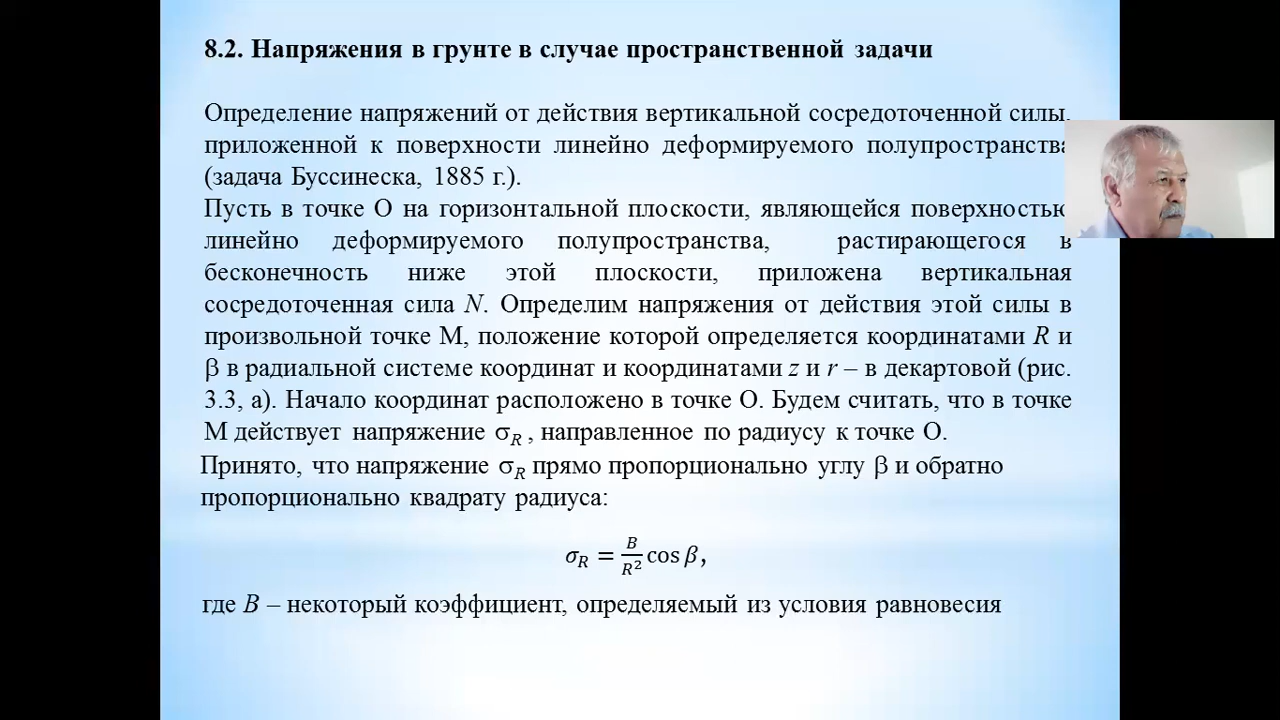 8.2. Напряжения в грунте в случае пространственной задачи
Определение напряжений от действия вертикальной сосредоточенной силы,
приложенной к поверхности линейно деформируемого полупространства
(задача Буссинеска, 1885 г.).
Пусть в точке О на горизонтальной плоскости, являющейся поверхностью
линейно деформируемого полупространства, растирающегося в
бесконечность ниже этой плоскости, приложена вертикальная
сосредоточенная сила N. Определим напряжения от действия этой силы в
произвольной точке М, положение которой определяется координатами R и
β в радиальной системе координат и координатами z и r – в декартовой (рис.
3.3, а). Начало координат расположено в точке О. Будем считать, что в точке
М действует напряжение σ_R , направленное по радиусу к точке О.
Принято, что напряжение σ_R прямо пропорционально углу β и обратно
пропорционально квадрату радиуса:
σ_R = B/R² cos β,
где B – некоторый коэффициент, определяемый из условия равновесия